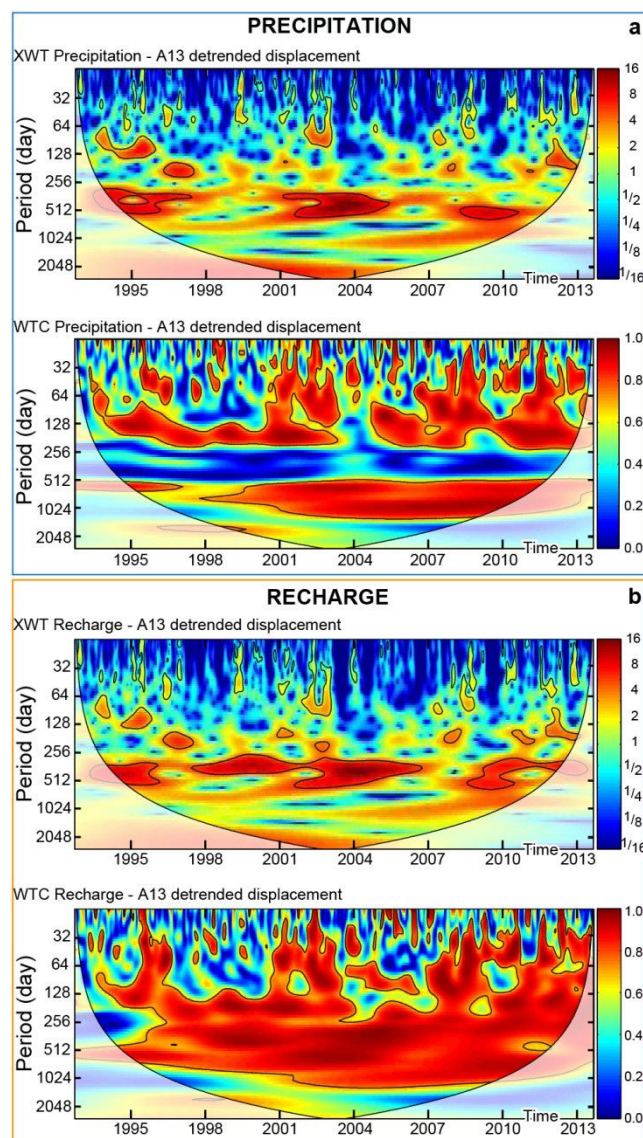 PRECIPITATION
a
XWT Precipitation - A13 detrended displacement
Period (day)
32
64
128
256
512
1024
2048
1995 1998 2001 2004 2007 2010 2013
Time
16
8
4
2
1
1/2
1/4
1/8
1/16
WTC Precipitation - A13 detrended displacement
Period (day)
32
64
128
256
512
1024
2048
1995 1998 2001 2004 2007 2010 2013
Time
1.0
0.8
0.6
0.4
0.2
0.0
RECHARGE
b
XWT Recharge - A13 detrended displacement
Period (day)
32
64
128
256
512
1024
2048
1995 1998 2001 2004 2007 2010 2013
Time
16
8
4
2
1
1/2
1/4
1/8
1/16
WTC Recharge - A13 detrended displacement
Period (day)
32
64
128
256
512
1024
2048
1995 1998 2001 2004 2007 2010 2013
Time
1.0
0.8
0.6
0.4
0.2
0.0